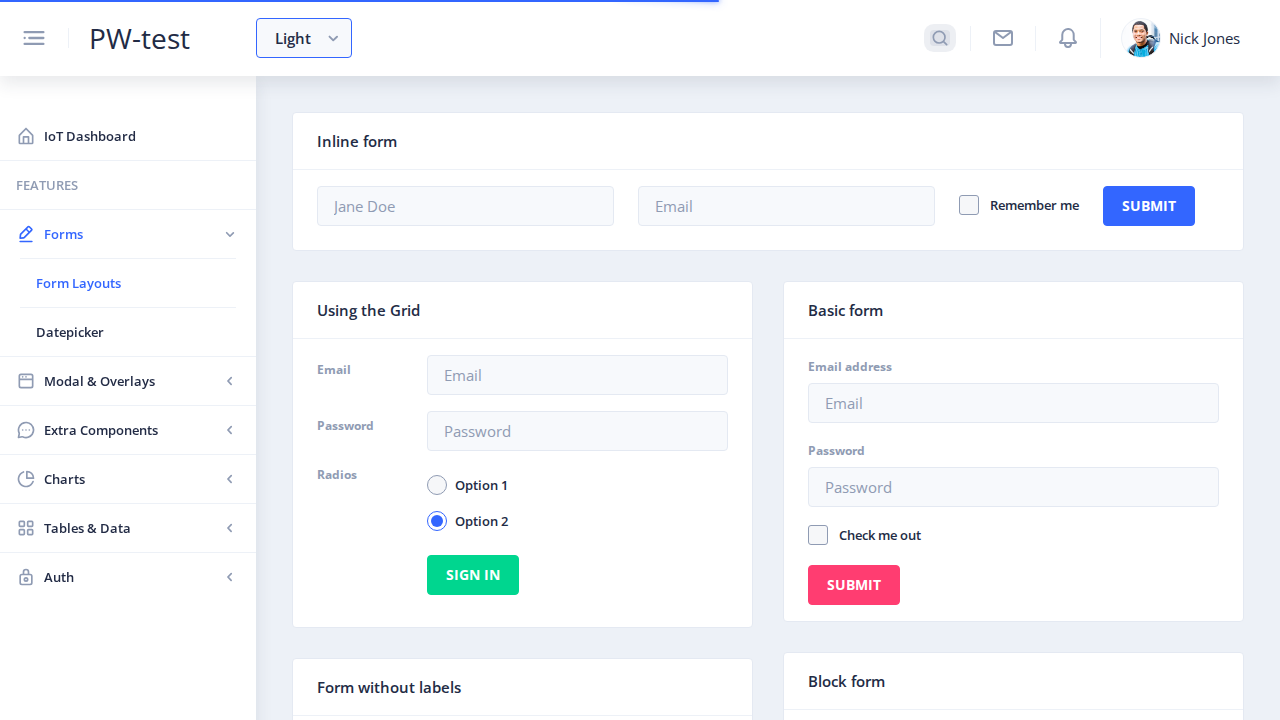 PW-test
Light
Nick Jones
IoT Dashboard
FEATURES
Forms
Form Layouts
Datepicker
Modal & Overlays
Extra Components
Charts
Tables & Data
Auth
Inline form
Jane Doe
Email
Remember me
SUBMIT
Using the Grid
Email
Email
Password
Password
Radios
Option 1
Option 2
SIGN IN
Basic form
Email address
Email
Password
Password
Check me out
SUBMIT
Form without labels
Block form